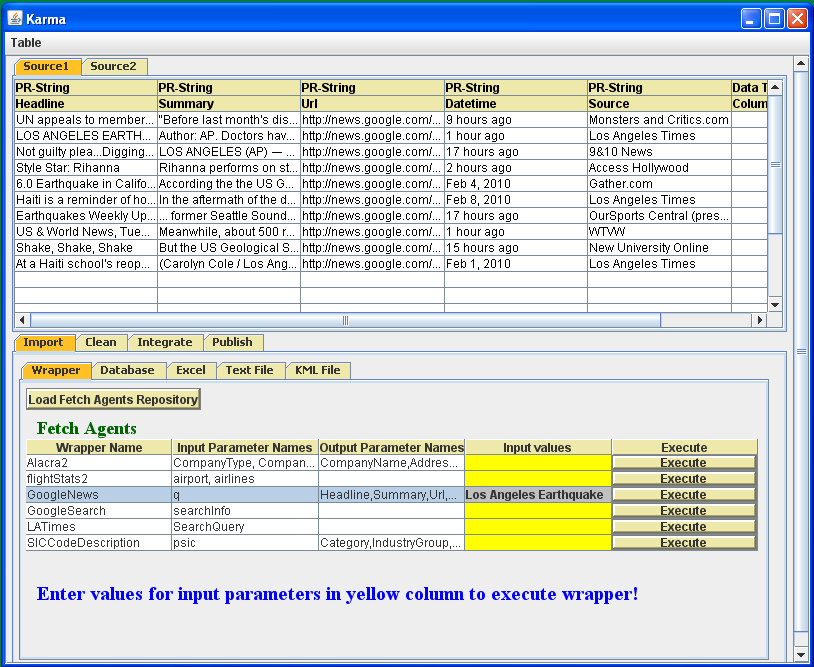 Karma
Table
Source1 Source2
PR-String PR-String PR-String PR-String PR-String Data T
Headline Summary Url Datetime Source Colum
UN appeals to member... "Before last month's dis... http://news.google.com/... 9 hours ago Monsters and Critics.com
LOS ANGELES EARTH... Author: AP. Doctors hav... http://news.google.com/... 1 hour ago Los Angeles Times
Not guilty plea...Digging... LOS ANGELES (AP) — ... http://news.google.com/... 17 hours ago 9&10 News
Style Star: Rihanna Rihanna performs on st... http://news.google.com/... 2 hours ago Access Hollywood
6.0 Earthquake in Califo... According the the US G... http://news.google.com/... Feb 4, 2010 Gather.com
Haiti is a reminder of ho... In the aftermath of the d... http://news.google.com/... Feb 8, 2010 Los Angeles Times
Earthquakes Weekly Up... ... former Seattle Sound... http://news.google.com/... 17 hours ago OurSports Central (pres...
US & World News, Tue... Meanwhile, about 500 r... http://news.google.com/... 1 hour ago WTVW
Shake, Shake, Shake But the US Geological S... http://news.google.com/... 15 hours ago New University Online
At a Haiti school's reop... (Carolyn Cole / Los Ang... http://news.google.com/... Feb 1, 2010 Los Angeles Times
Import Clean Integrate Publish
Wrapper Database Excel Text File KML File
Load Fetch Agents Repository
Fetch Agents
Wrapper Name Input Parameter Names Output Parameter Names Input values Execute
Alacra2 CompanyType, Compan... CompanyName,Addres... Execute
flightStats2 airport, airlines Execute
GoogleNews q Headline,Summary,Url,... Los Angeles Earthquake Execute
GoogleSearch searchInfo Execute
LATimes SearchQuery Execute
SICCodeDescription psic Category,IndustryGroup,... Execute
Enter values for input parameters in yellow column to execute wrapper!